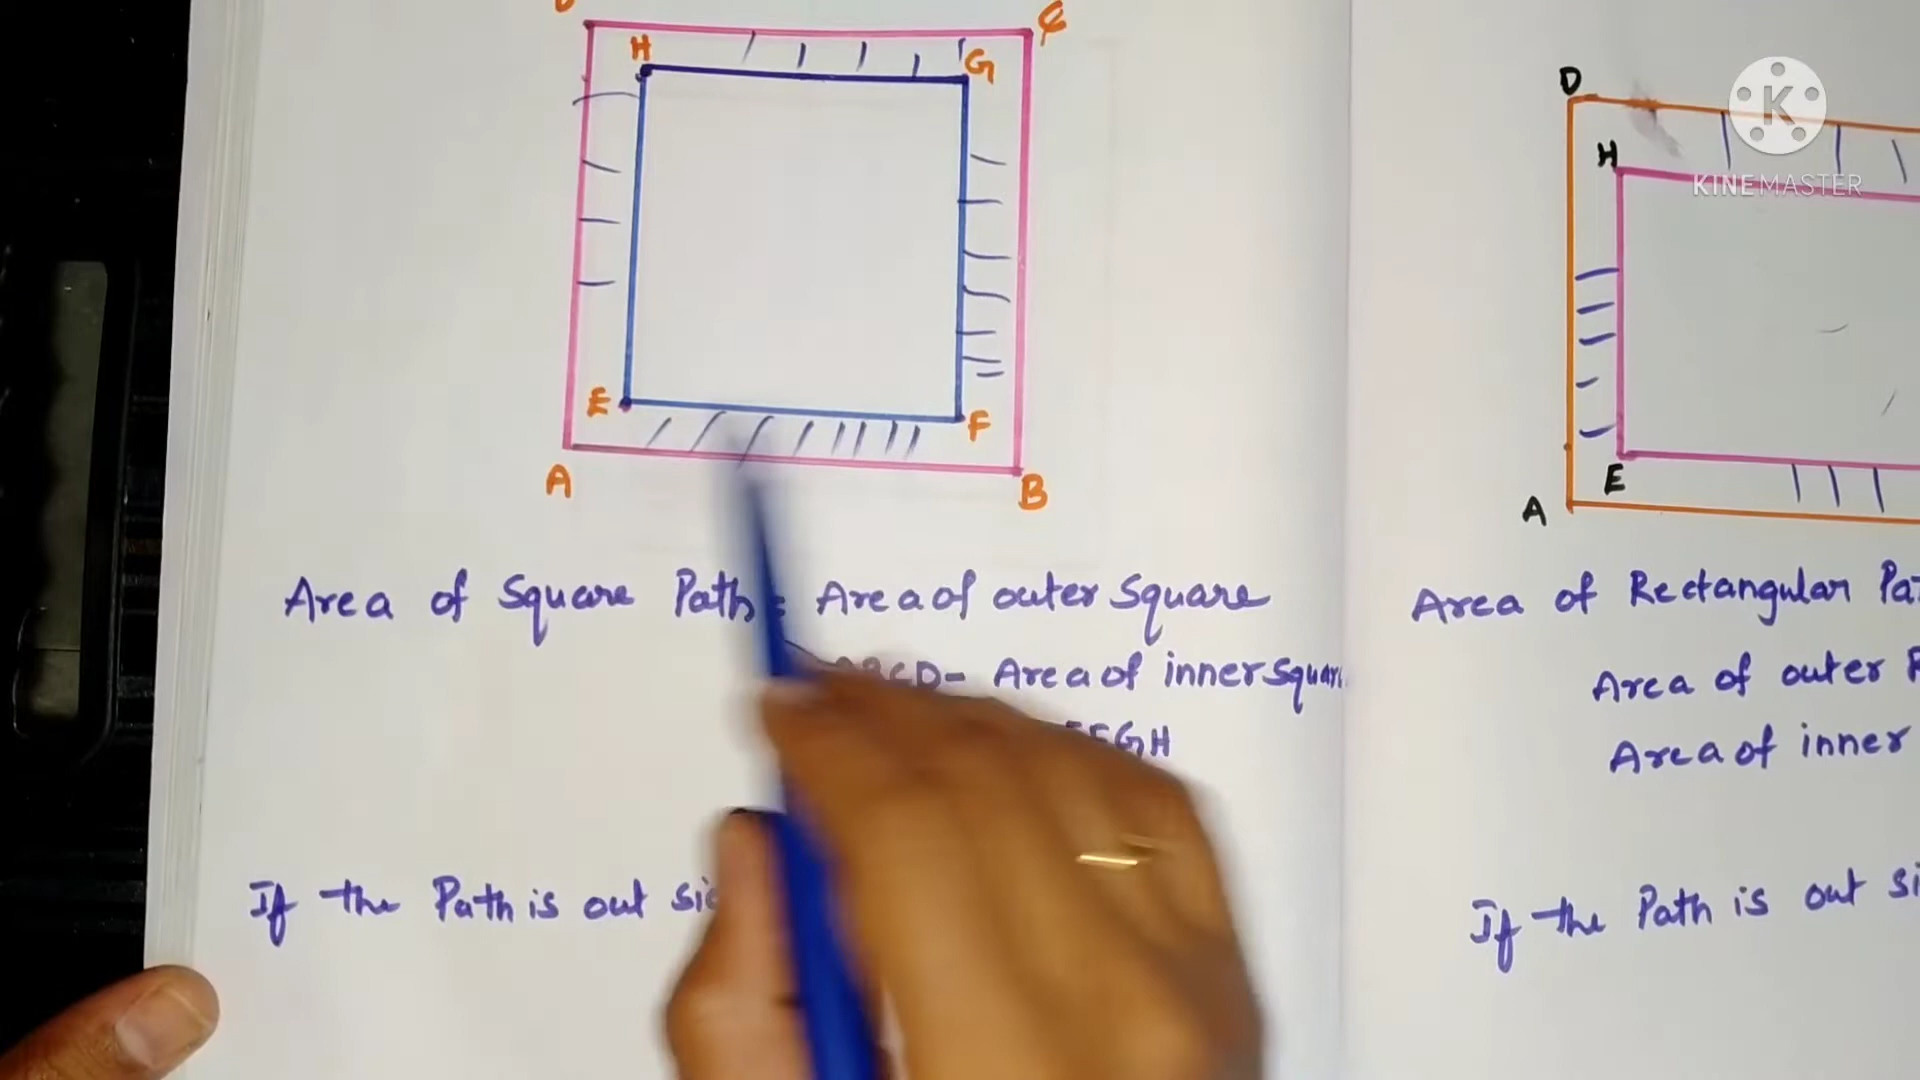 C
H
G
E
F
A
B
Area of Square Path = Area of outer Square
ABCD - Area of inner Square
EFGH
If the Path is out
D
H
E
A
Area of Rectangular
Area of outer
Area of inner
If the Path is out
K
KINEMASTER